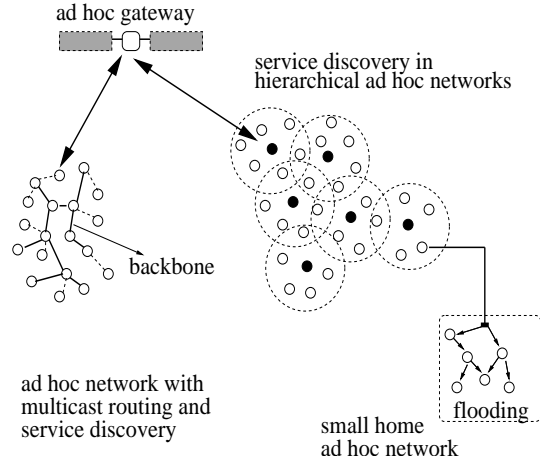 ad hoc gateway
service discovery in
hierarchical ad hoc networks
backbone
ad hoc network with
multicast routing and
service discovery
flooding
small home
ad hoc network